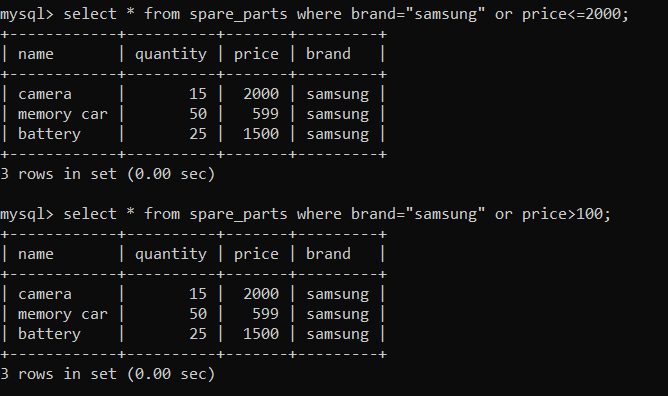 mysql> select * from spare_parts where brand="samsung" or price<=2000;
+------------+----------+-------+---------+
| name       | quantity | price | brand   |
+------------+----------+-------+---------+
| camera     |       15 |  2000 | samsung |
| memory car |       50 |   599 | samsung |
| battery    |       25 |  1500 | samsung |
+------------+----------+-------+---------+
3 rows in set (0.00 sec)
mysql> select * from spare_parts where brand="samsung" or price>100;
+------------+----------+-------+---------+
| name       | quantity | price | brand   |
+------------+----------+-------+---------+
| camera     |       15 |  2000 | samsung |
| memory car |       50 |   599 | samsung |
| battery    |       25 |  1500 | samsung |
+------------+----------+-------+---------+
3 rows in set (0.00 sec)